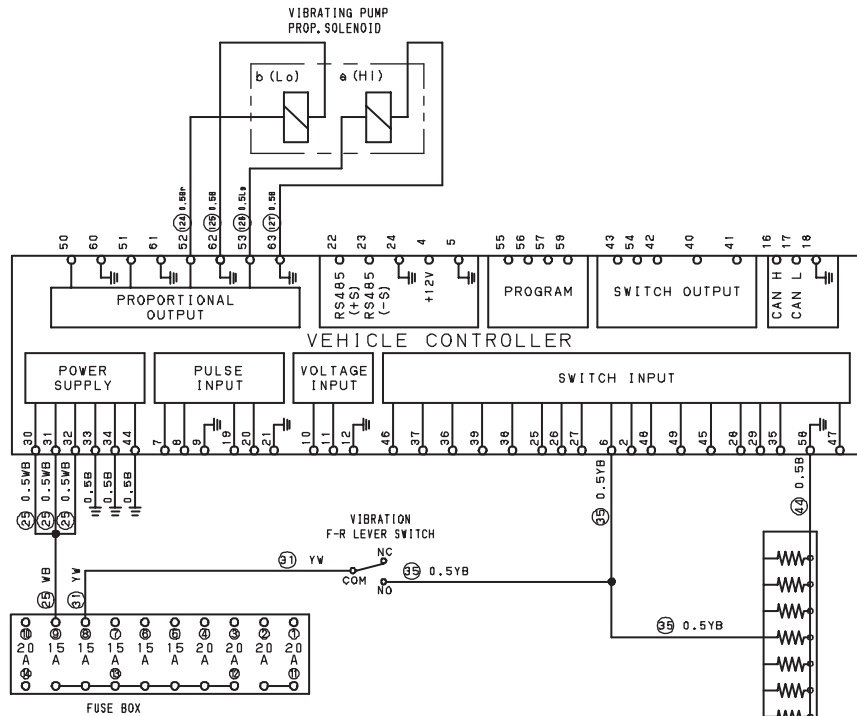 VIBRATING PUMP
PROP. SOLENOID
b (Lo) a (HI)
124 0.5Br
125 0.5B
126 0.5Lg
127 0.5B
50 60 51 61 52 62 53 63 22 23 24 4 5 55 56 57 59 43 54 42 40 41 16 17 18
PROPORTIONAL
OUTPUT
RS485
(+S)
RS485
(-S)
+12V
PROGRAM
SWITCH OUTPUT
CAN H
CAN L
VEHICLE CONTROLLER
POWER
SUPPLY
PULSE
INPUT
VOLTAGE
INPUT
SWITCH INPUT
30 31 32 33 34 44 7 8 9 19 20 21 10 11 12 46 37 36 39 38 25 26 27 6 2 48 49 45 28 29 35 58 47
25 0.5WB
25 0.5WB
25 0.5WB
0.5B
0.5B
0.5B
35 0.5YB
44 0.5B
VIBRATION
F-R LEVER SWITCH
31 YW
COM
NC
NO
35 0.5YB
25 WB
31 YW
35 0.5YB
10 9 8 7 6 5 4 3 2 1
20 15 15 15 15 15 20 20 20 20
A A A A A A A A A A
14 13 12 11
FUSE BOX